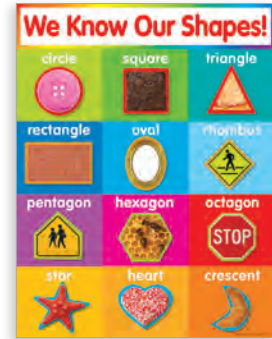 We Know Our Shapes!
circle square triangle
rectangle oval rhombus
pentagon hexagon octagon
STOP
star heart crescent